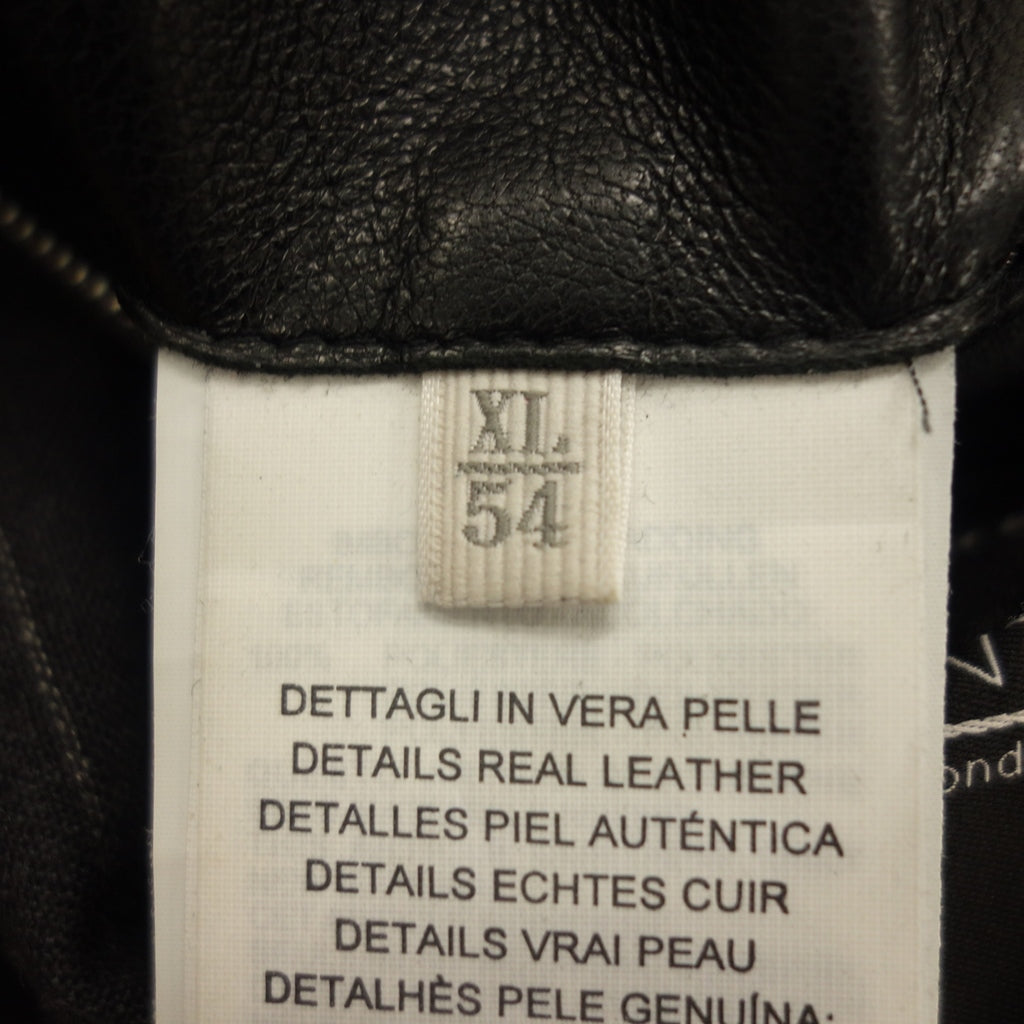 XL
54
DETTAGLI IN VERA PELLE
DETAILS REAL LEATHER
DETALLES PIEL AUTÉNTICA
DETAILS ECHTES CUIR
DETAILS VRAI PEAU
DETALHÈS PELE GENUÍNA: